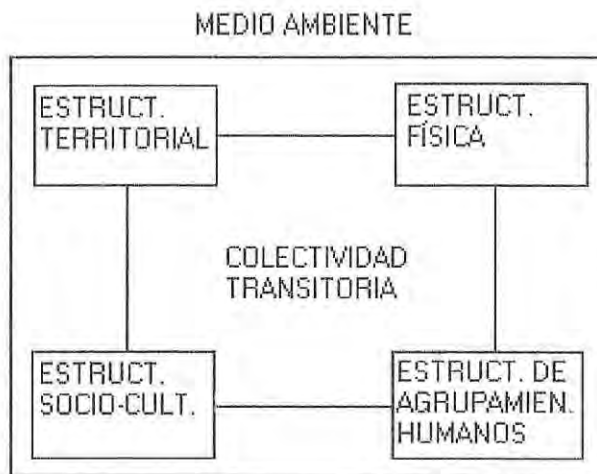 MEDIO AMBIENTE
ESTRUCT.
TERRITORIAL
ESTRUCT.
FÍSICA
COLECTIVIDAD
TRANSITORIA
ESTRUCT.
SOCIO-CULT.
ESTRUCT. DE
AGRUPAMIEN.
HUMANOS